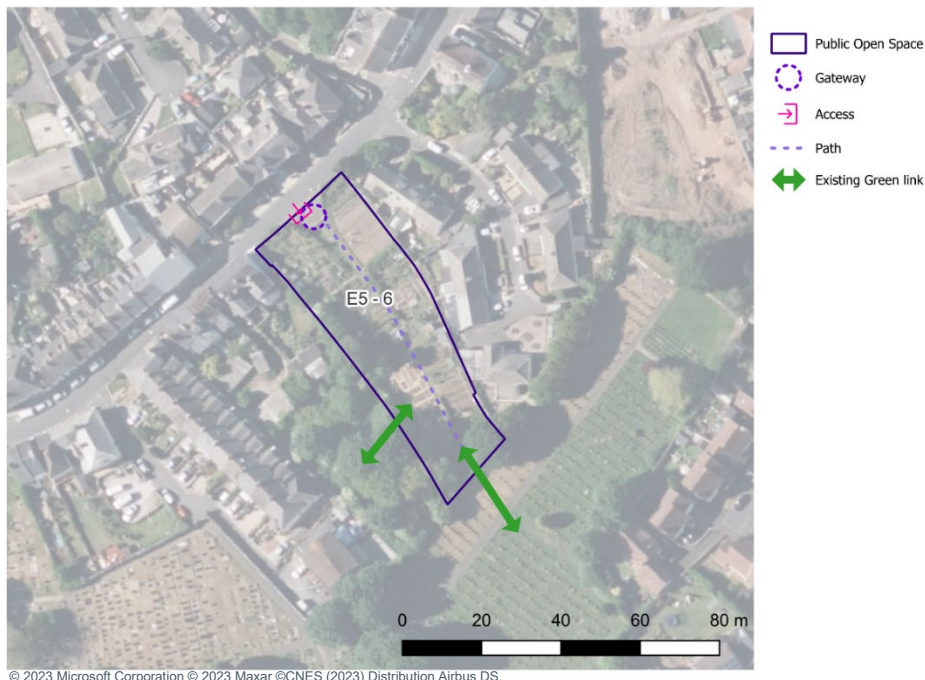 Public Open Space
Gateway
Access
Path
Existing Green link
E5 - 6
0 20 40 60 80 m
© 2023 Microsoft Corporation © 2023 Maxar ©CNES (2023) Distribution Airbus DS.